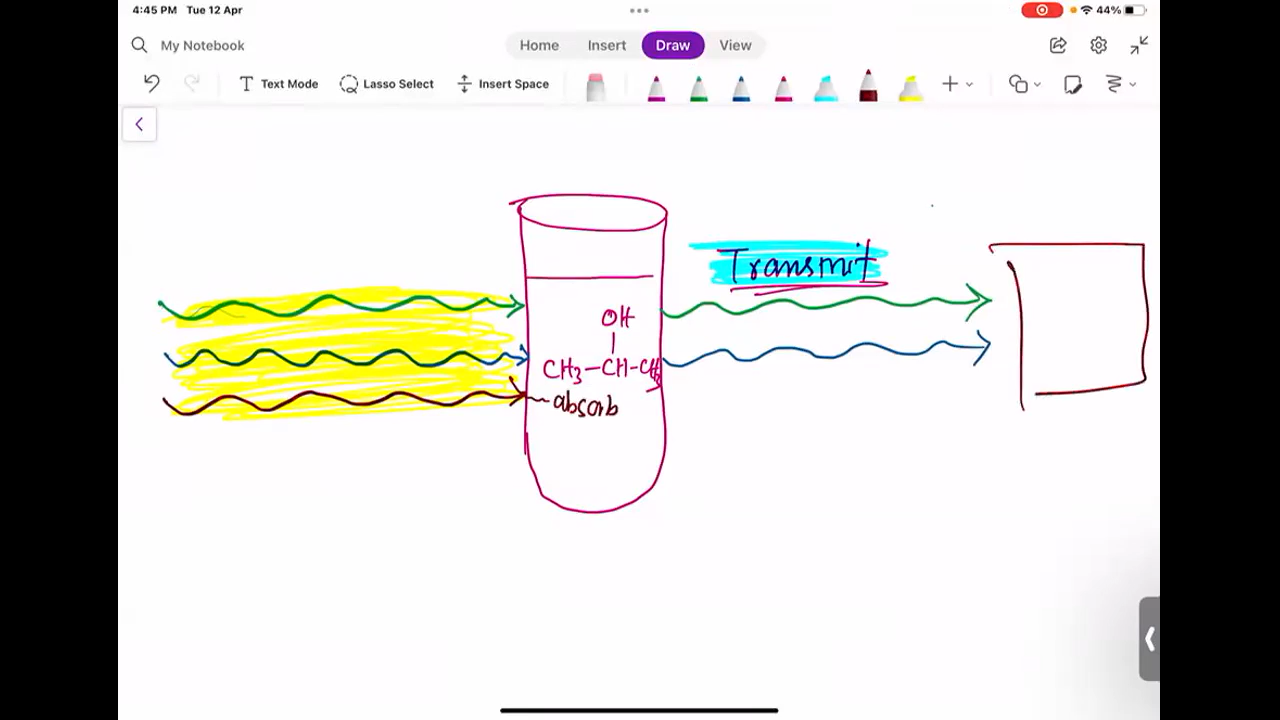 4:45 PM Tue 12 Apr
44%
My Notebook
Home Insert Draw View
Text Mode Lasso Select Insert Space
Transmit
OH
CH3-CH-CH3
absorb